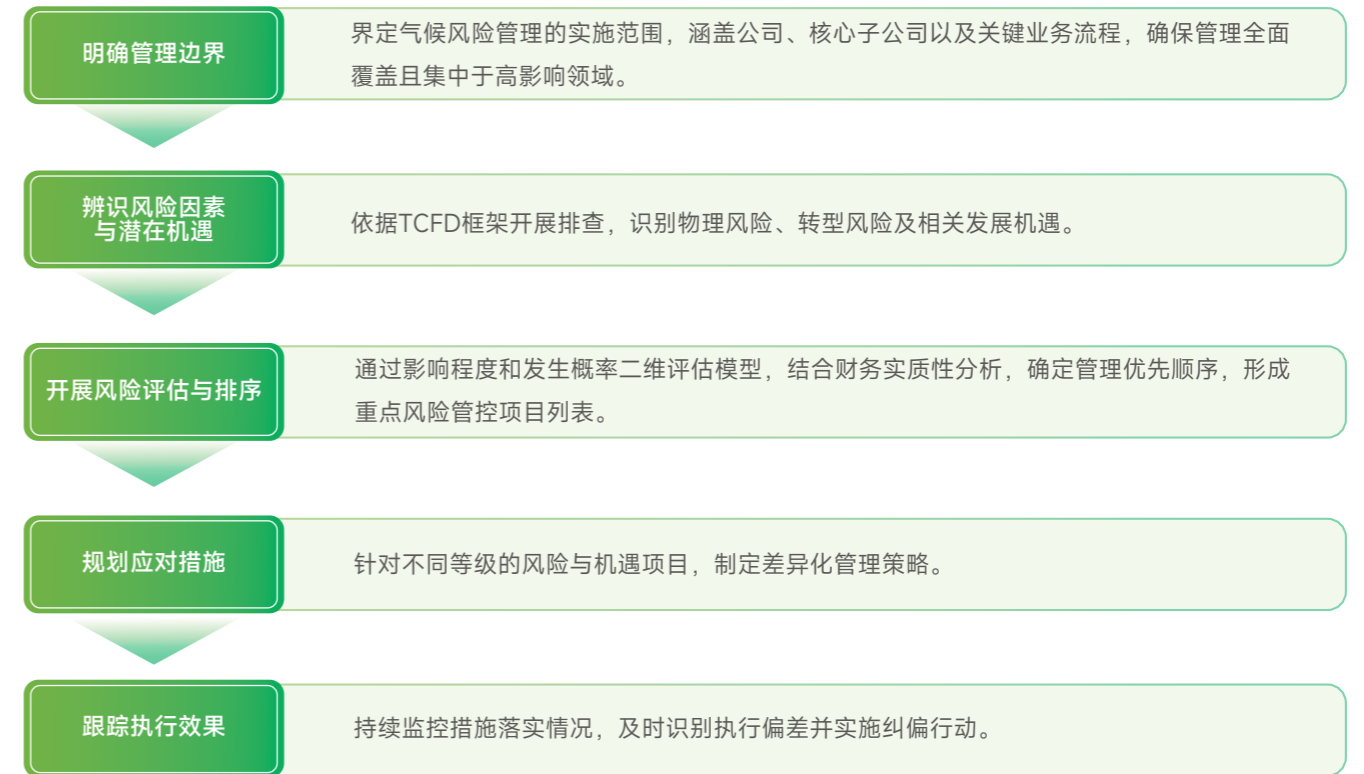 明确管理边界
界定气候风险管理的实施范围，涵盖公司、核心子公司以及关键业务流程，确保管理全面
覆盖且集中于高影响领域。
辨识风险因素
与潜在机遇
依据TCFD框架开展排查，识别物理风险、转型风险及相关发展机遇。
开展风险评估与排序
通过影响程度和发生概率二维评估模型，结合财务实质性分析，确定管理优先顺序，形成
重点风险管控项目列表。
规划应对措施
针对不同等级的风险与机遇项目，制定差异化管理策略。
跟踪执行效果
持续监控措施落实情况，及时识别执行偏差并实施纠偏行动。